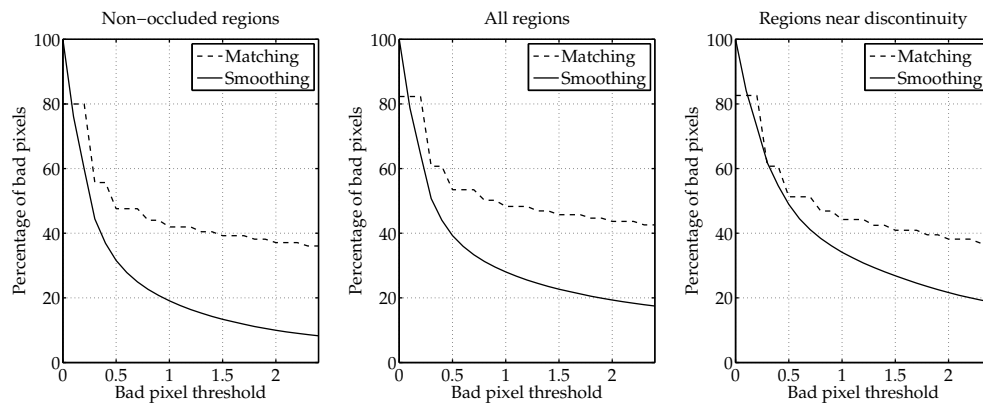 Non−occluded regions
100
80
60
40
20
0
0 0.5 1 1.5 2
Percentage of bad pixels
Bad pixel threshold
Matching
Smoothing
All regions
100
80
60
40
20
0
0 0.5 1 1.5 2
Percentage of bad pixels
Bad pixel threshold
Matching
Smoothing
Regions near discontinuity
100
80
60
40
20
0
0 0.5 1 1.5 2
Percentage of bad pixels
Bad pixel threshold
Matching
Smoothing